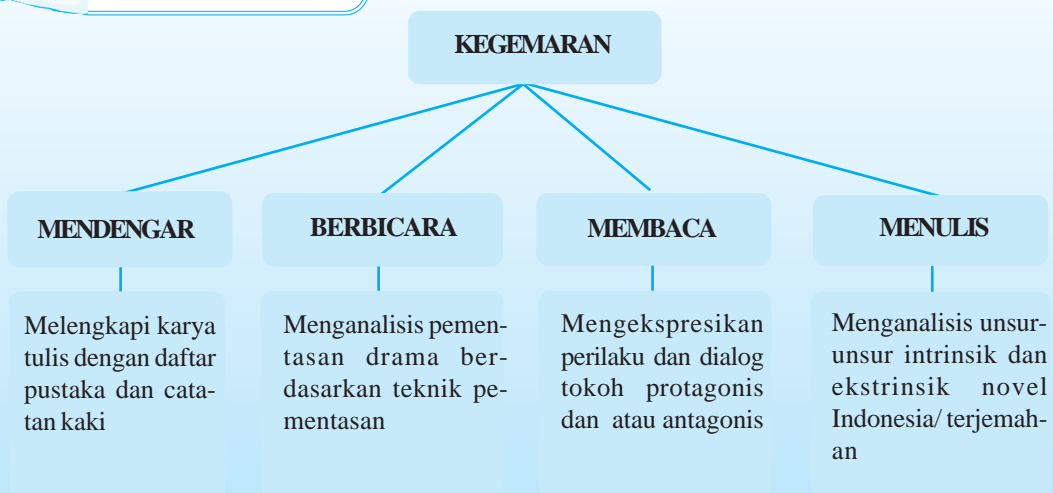 KEGEMARAN
MENDENGAR
Melengkapi karya
tulis dengan daftar
pustaka dan cata-
tan kaki
BERBICARA
Menganalisis pemen-
tasan drama ber-
dasarkan teknik pe-
mentasan
MEMBACA
Mengekspresikan
perilaku dan dialog
tokoh protagonis
dan atau antagonis
MENULIS
Menganalisis unsur-
unsur intrinsik dan
ekstrinsik novel
Indonesia/ terjemah-
an